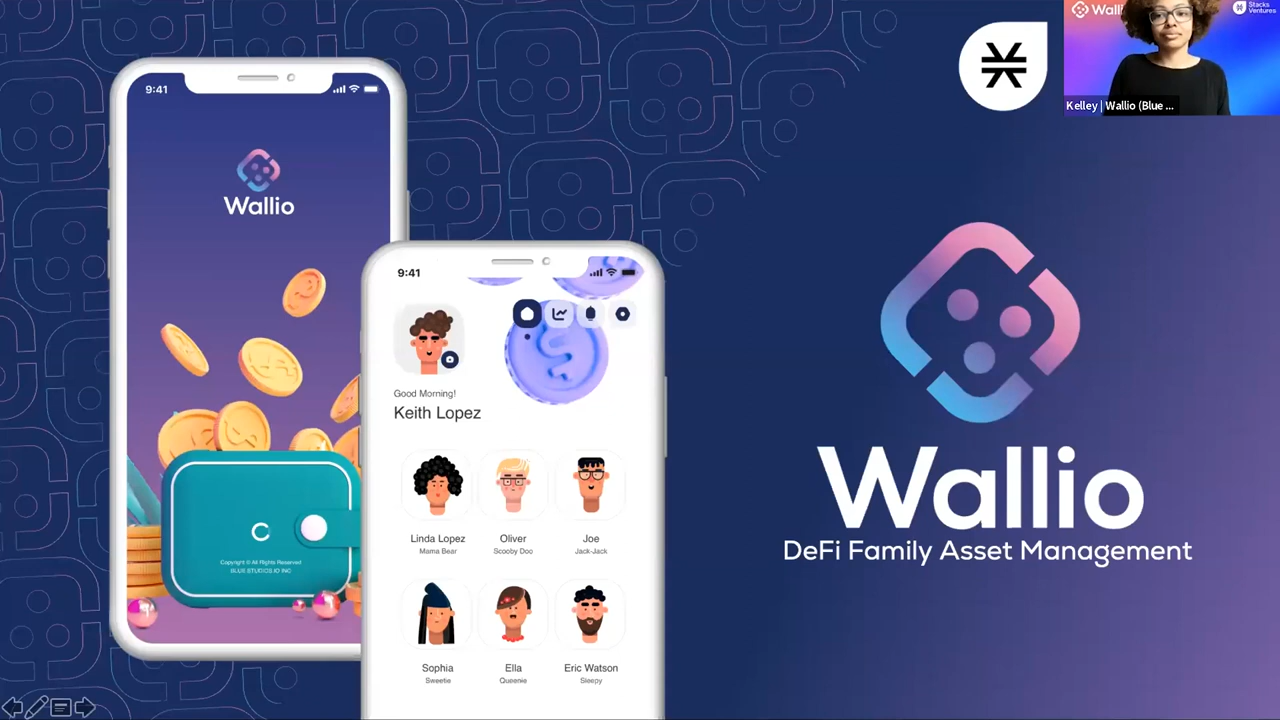 9:41
Wallio
Copyright © All Rights Reserved
BLUE STUDIOS.IO INC
9:41
Good Morning!
Keith Lopez
Linda Lopez
Mama Bear
Oliver
Scooby Doo
Joe
Jack-Jack
Sophia
Sweetie
Ella
Queenie
Eric Watson
Sleepy
Wallio
DeFi Family Asset Management
Walli
Stacks
Ventures
Kelley | Wallio (Blue ...